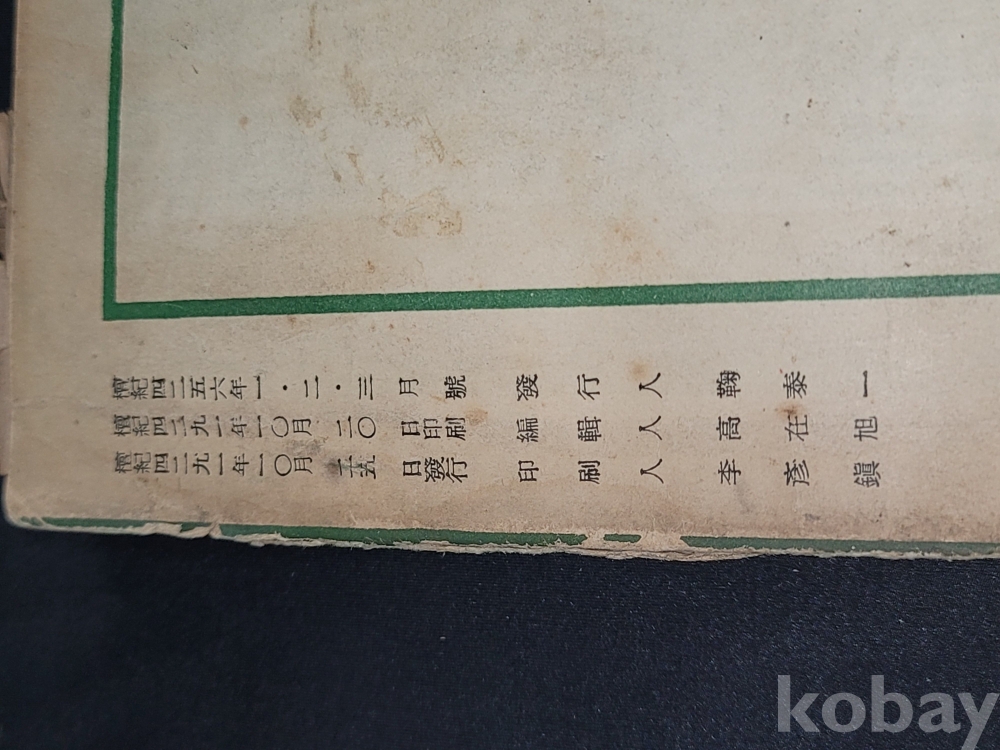 檀紀四二五六年一・二・三月號 發行人 鞠泰一
檀紀四二九一年一〇月二〇日印刷 編輯人 高在旭
檀紀四二九一年一〇月二五日發行 印刷人 李彥鎭
kobay